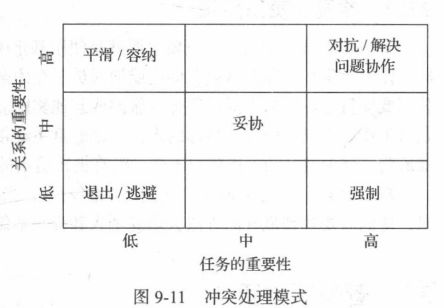 关系的重要性
高
平滑 / 容纳
对抗 / 解决
问题协作
中
妥协
低
退出 / 逃避
强制
低
中
高
任务的重要性
图 9-11 冲突处理模式